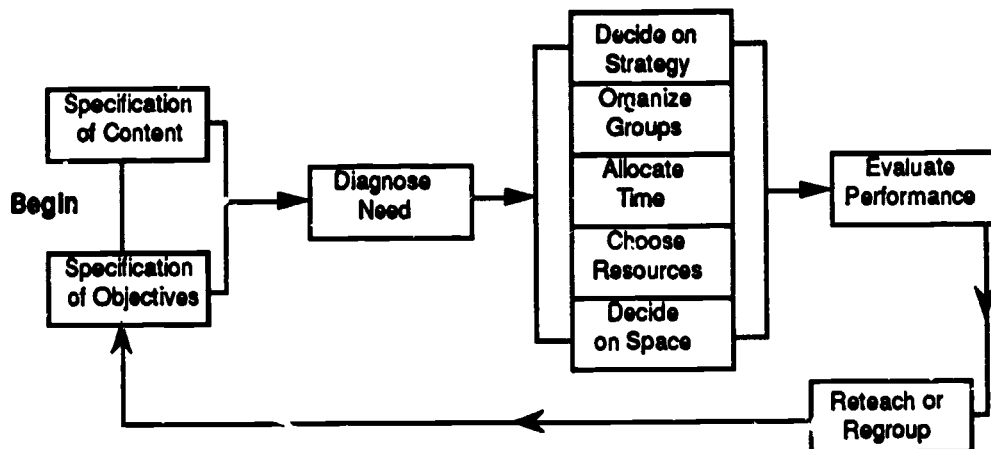 Specification
of Content
Begin
Specification
of Objectives
Diagnose
Need
Decide on
Strategy
Organize
Groups
Allocate
Time
Choose
Resources
Decide
on Space
Evaluate
Performance
Reteach or
Regroup